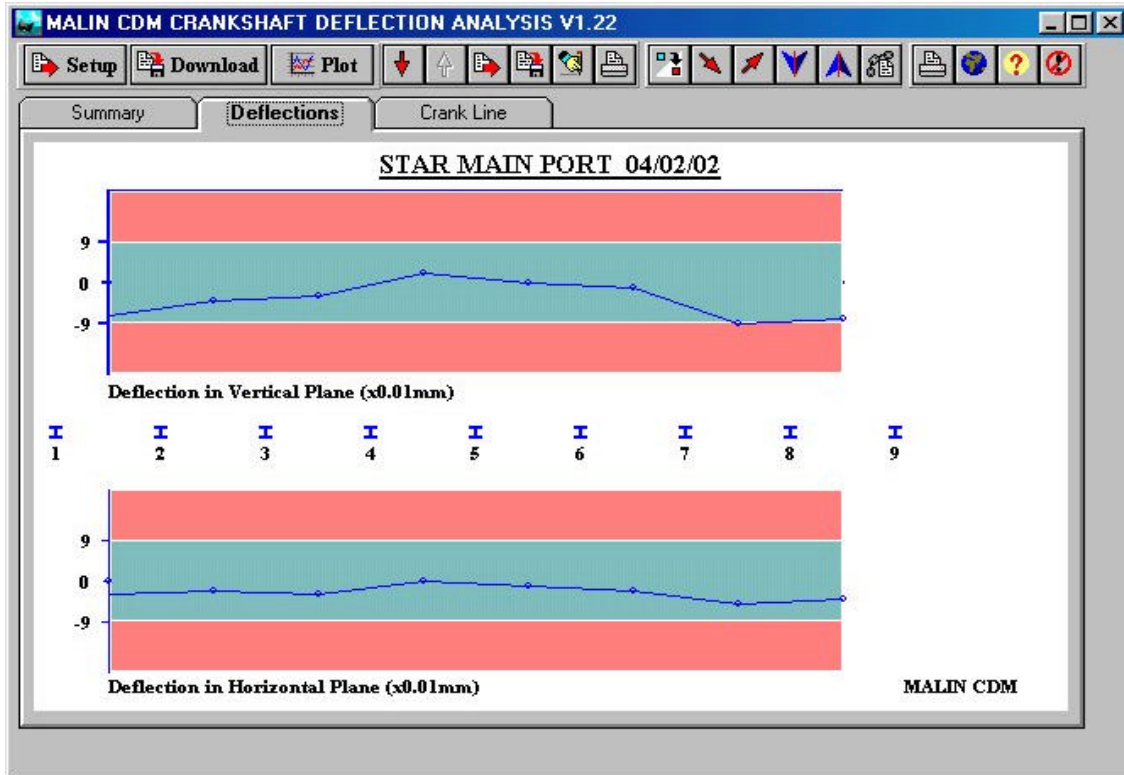 MALIN CDM CRANKSHAFT DEFLECTION ANALYSIS V1.22
Setup Download Plot ?
Summary Deflections Crank Line
STAR MAIN PORT 04/02/02
9
0
-9
Deflection in Vertical Plane (x0.01mm)
1 2 3 4 5 6 7 8 9
9
0
-9
Deflection in Horizontal Plane (x0.01mm)
MALIN CDM